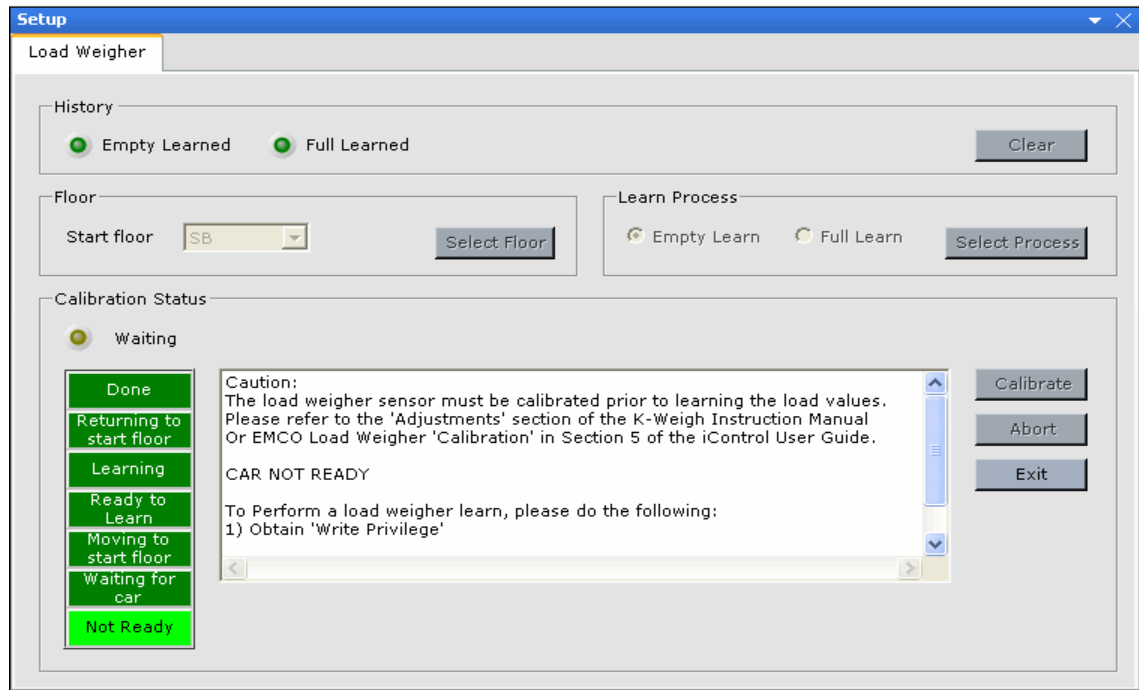 Setup
Load Weigher
History
Empty Learned
Full Learned
Clear
Floor
Start floor
SB
Select Floor
Learn Process
Empty Learn
Full Learn
Select Process
Calibration Status
Waiting
Done
Returning to
start floor
Learning
Ready to
Learn
Moving to
start floor
Waiting for
car
Not Ready
Caution:
The load weigher sensor must be calibrated prior to learning the load values.
Please refer to the 'Adjustments' section of the K-Weigh Instruction Manual
Or EMCO Load Weigher 'Calibration' in Section 5 of the iControl User Guide.
CAR NOT READY
To Perform a load weigher learn, please do the following:
1) Obtain 'Write Privilege'
Calibrate
Abort
Exit